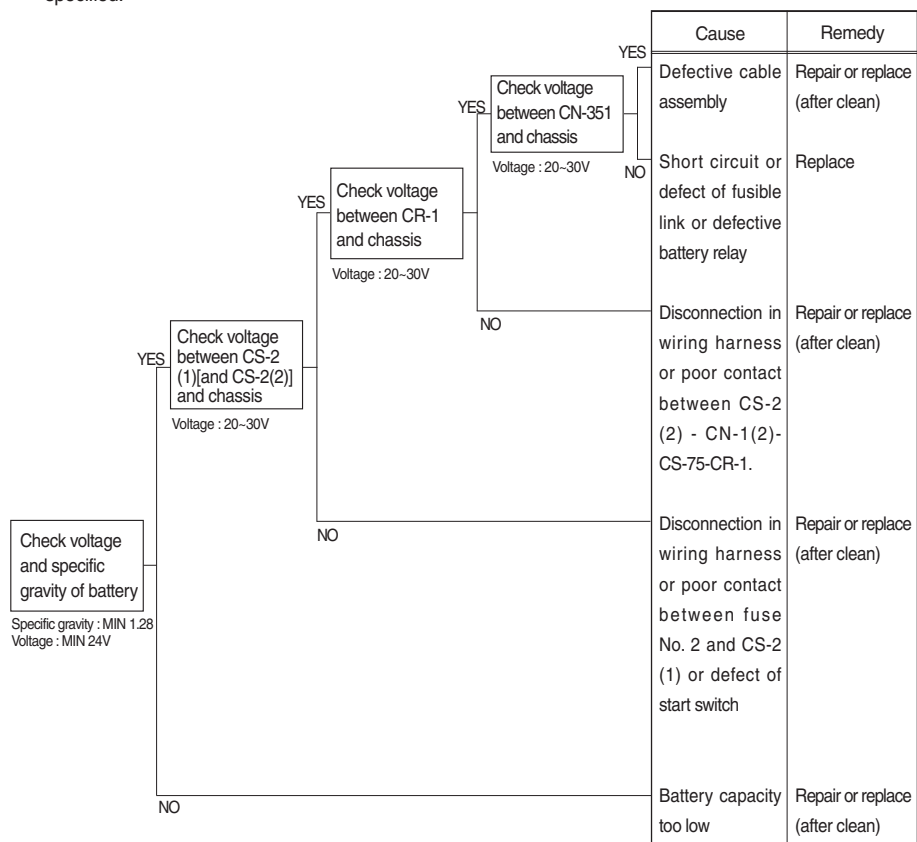 specified.
Cause
Remedy
YES
Defective cable
assembly
Repair or replace
(after clean)
YES
Check voltage
between CN-351
and chassis
Voltage : 20~30V
NO
Short circuit or
defect of fusible
link or defective
battery relay
Replace
YES
Check voltage
between CR-1
and chassis
Voltage : 20~30V
NO
Disconnection in
wiring harness
or poor contact
between CS-2
(2) - CN-1(2)-
CS-75-CR-1.
Repair or replace
(after clean)
YES
Check voltage
between CS-2
(1)[and CS-2(2)]
and chassis
Voltage : 20~30V
NO
Disconnection in
wiring harness
or poor contact
between fuse
No. 2 and CS-2
(1) or defect of
start switch
Repair or replace
(after clean)
Check voltage
and specific
gravity of battery
Specific gravity : MIN 1.28
Voltage : MIN 24V
NO
Battery capacity
too low
Repair or replace
(after clean)